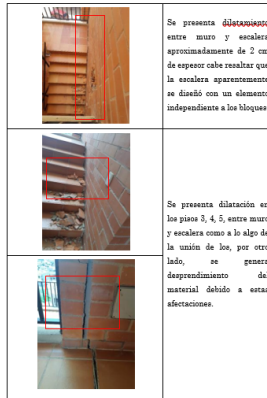 Se presenta dilatamiento
entre muro y escalera
aproximadamente de 2 cm
de espesor cabe resaltar que
la escalera aparentemente
se diseñó con un elemento
independiente a los bloques
Se presenta dilatación en
los pisos 3, 4, 5, entre muro
y escalera como a lo algo de
la unión de los, por otro
lado, se genera
desprendimiento del
material debido a estas
afectaciones.